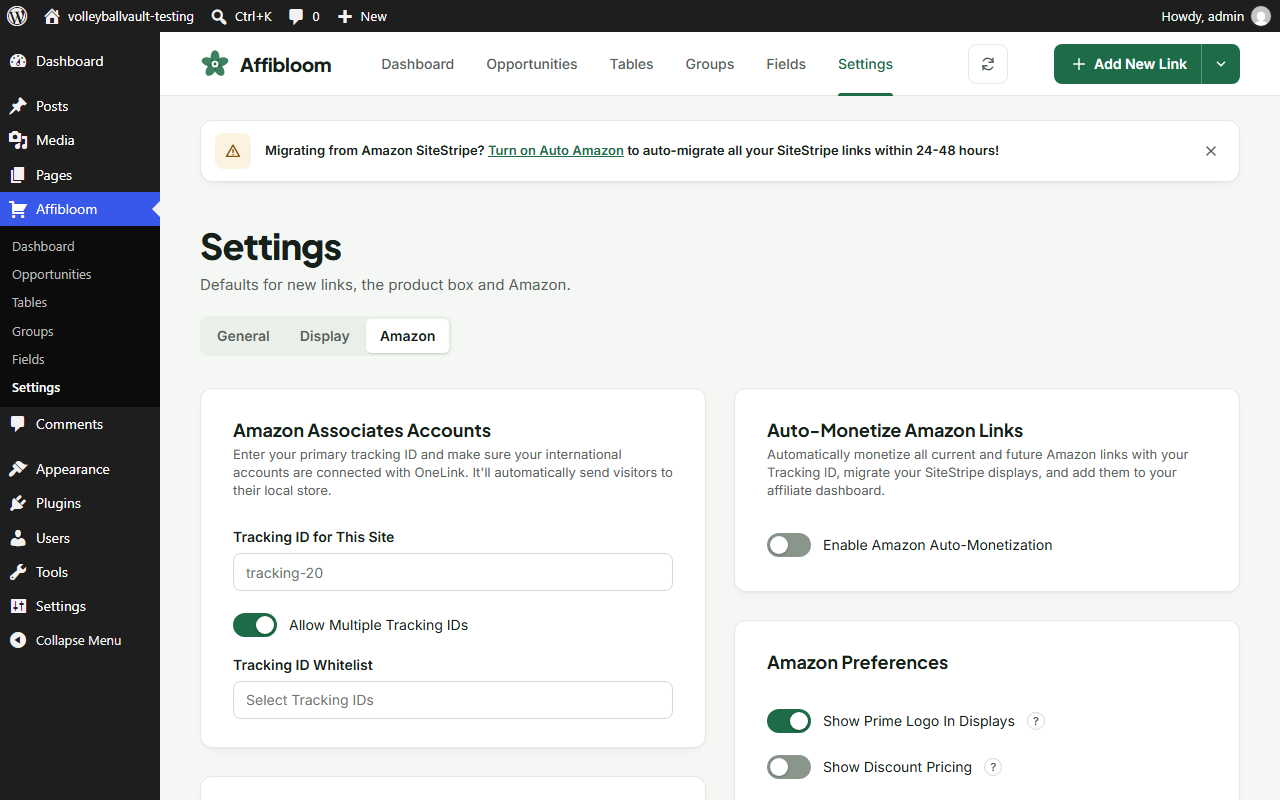 volleyballvault-testing Ctrl+K 0 New Howdy, admin
Dashboard
Posts
Media
Pages
Affibloom
Dashboard
Opportunities
Tables
Groups
Fields
Settings
Comments
Appearance
Plugins
Users
Tools
Settings
Collapse Menu
Affibloom Dashboard Opportunities Tables Groups Fields Settings Add New Link
Migrating from Amazon SiteStripe? Turn on Auto Amazon to auto-migrate all your SiteStripe links within 24-48 hours!
Settings
Defaults for new links, the product box and Amazon.
General Display Amazon
Amazon Associates Accounts
Enter your primary tracking ID and make sure your international
accounts are connected with OneLink. It'll automatically send visitors to
their local store.
Tracking ID for This Site
tracking-20
Allow Multiple Tracking IDs
Tracking ID Whitelist
Select Tracking IDs
Auto-Monetize Amazon Links
Automatically monetize all current and future Amazon links with your
Tracking ID, migrate your SiteStripe displays, and add them to your
affiliate dashboard.
Enable Amazon Auto-Monetization
Amazon Preferences
Show Prime Logo In Displays ?
Show Discount Pricing ?